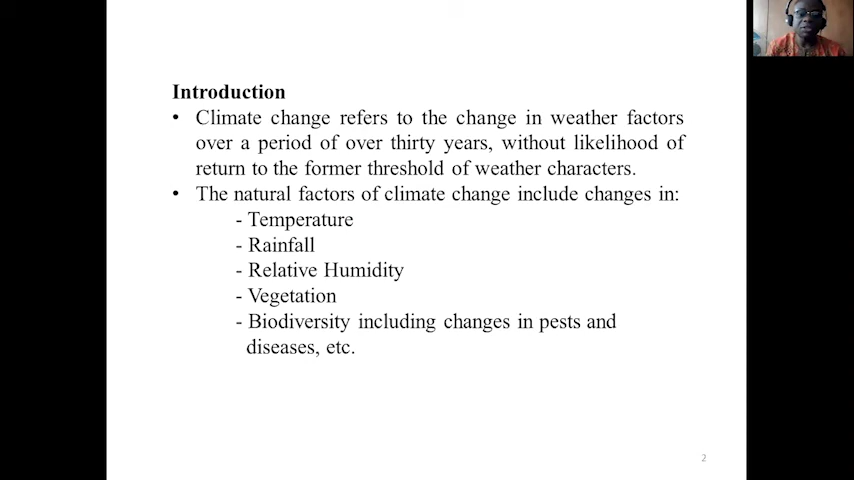 Introduction
• Climate change refers to the change in weather factors
over a period of over thirty years, without likelihood of
return to the former threshold of weather characters.
• The natural factors of climate change include changes in:
- Temperature
- Rainfall
- Relative Humidity
- Vegetation
- Biodiversity including changes in pests and
diseases, etc.
2